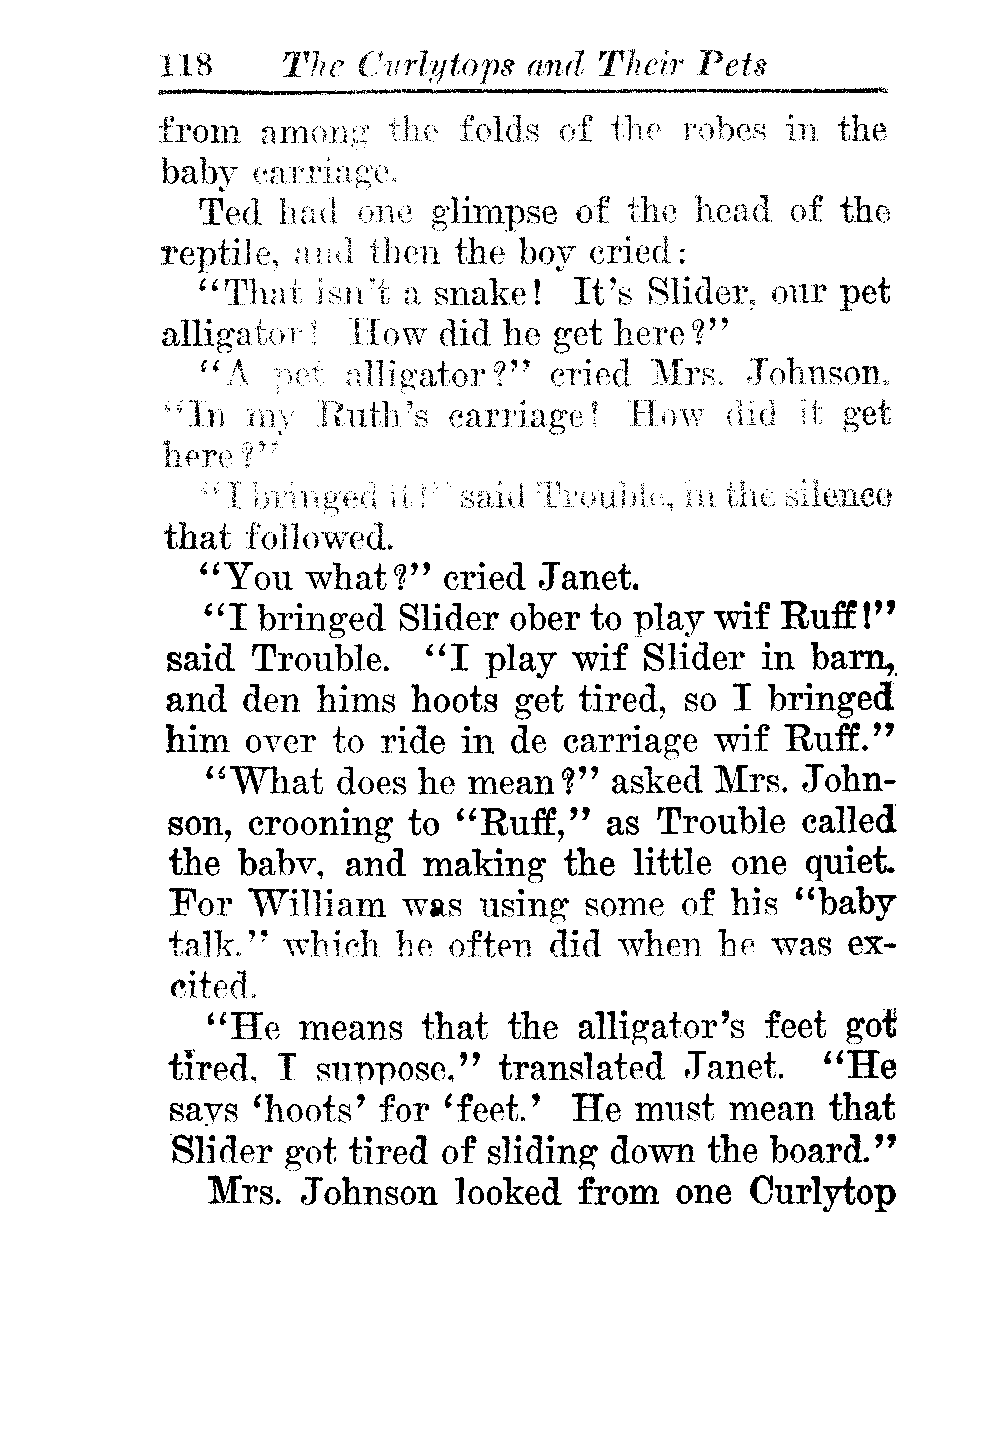 118 The Curlytops and Their Pets
from among the folds of the robes in the
baby carriage.
Ted had one glimpse of the head of the
reptile, and then the boy cried:
“That isn’t a snake! It’s Slider, our pet
alligator! How did he get here?”
“A pet alligator?” cried Mrs. Johnson.
“In my Ruth’s carriage! How did it get
here?”
“I bringed it!” said Trouble, in the silence
that followed.
“You what?” cried Janet.
“I bringed Slider ober to play wif Ruff!”
said Trouble. “I play wif Slider in barn,
and den hims hoots get tired, so I bringed
him over to ride in de carriage wif Ruff.”
“What does he mean?” asked Mrs. John-
son, crooning to “Ruff,” as Trouble called
the baby, and making the little one quiet.
For William was using some of his “baby
talk,” which he often did when he was ex-
cited.
“He means that the alligator’s feet got
tired, I suppose,” translated Janet. “He
says ‘hoots’ for ‘feet.’ He must mean that
Slider got tired of sliding down the board.”
Mrs. Johnson looked from one Curlytop